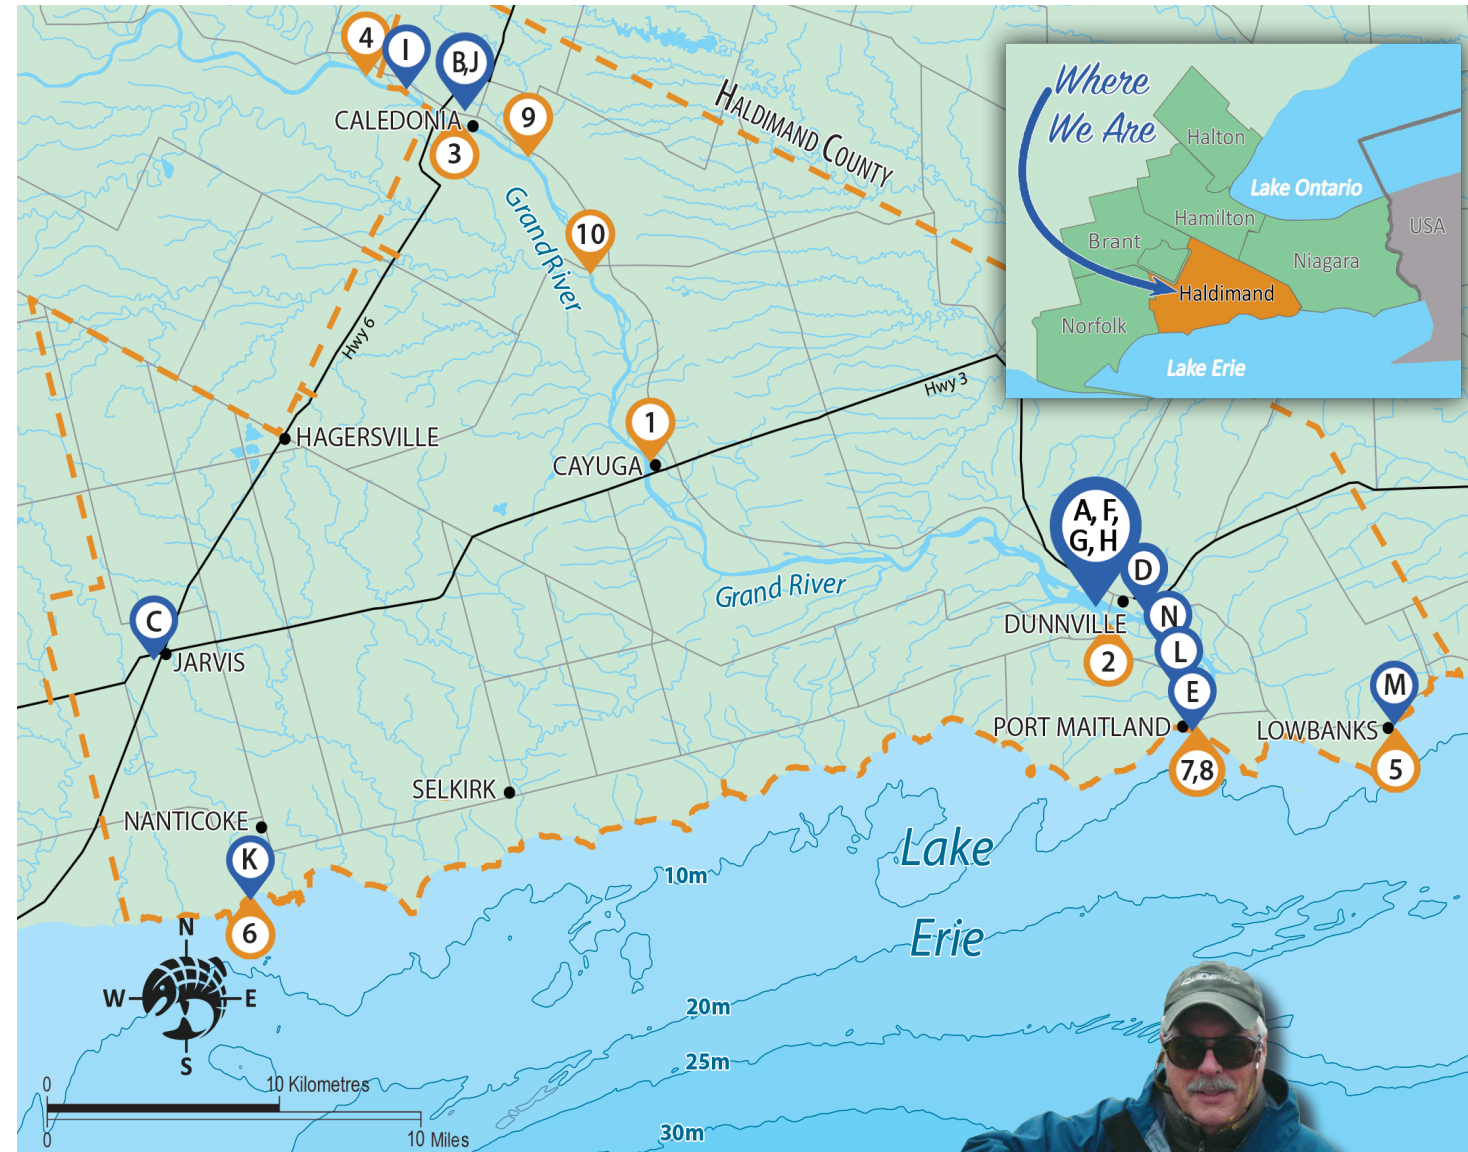 4
I
B,J
CALEDONIA
3
9
HALDIMAND COUNTY
Grand River
10
Hwy 6
HAGERSVILLE
1
CAYUGA
Hwy 3
Where
We Are
Halton
Lake Ontario
Hamilton
Brant
USA
Niagara
Haldimand
Norfolk
Lake Erie
A, F,
G, H
D
Grand River
N
DUNNVILLE
L
2
E
M
C
JARVIS
PORT MAITLAND
LOWBANKS
7,8
5
SELKIRK
NANTICOKE
K
6
Lake
Erie
10m
20m
25m
30m
N
W
E
S
0
10 Kilometres
0
10 Miles